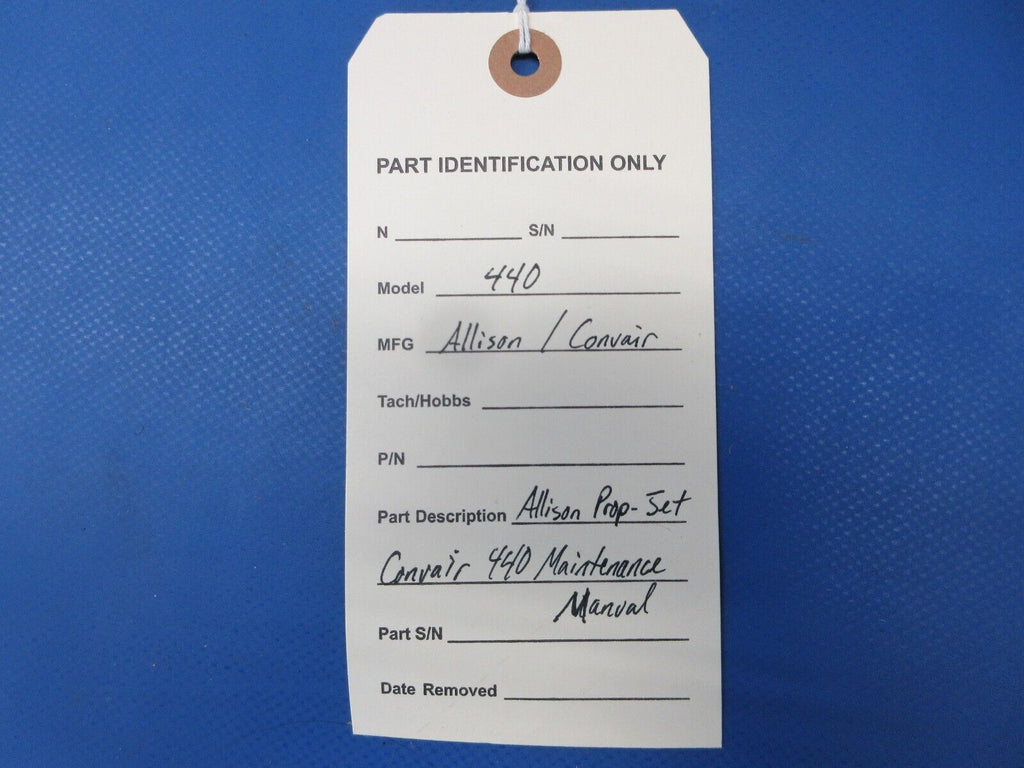 PART IDENTIFICATION ONLY
N S/N
Model 440
MFG Allison / Convair
Tach/Hobbs
P/N
Part Description Allison Prop-Jet
Convair 440 Maintenance
Manual
Part S/N
Date Removed